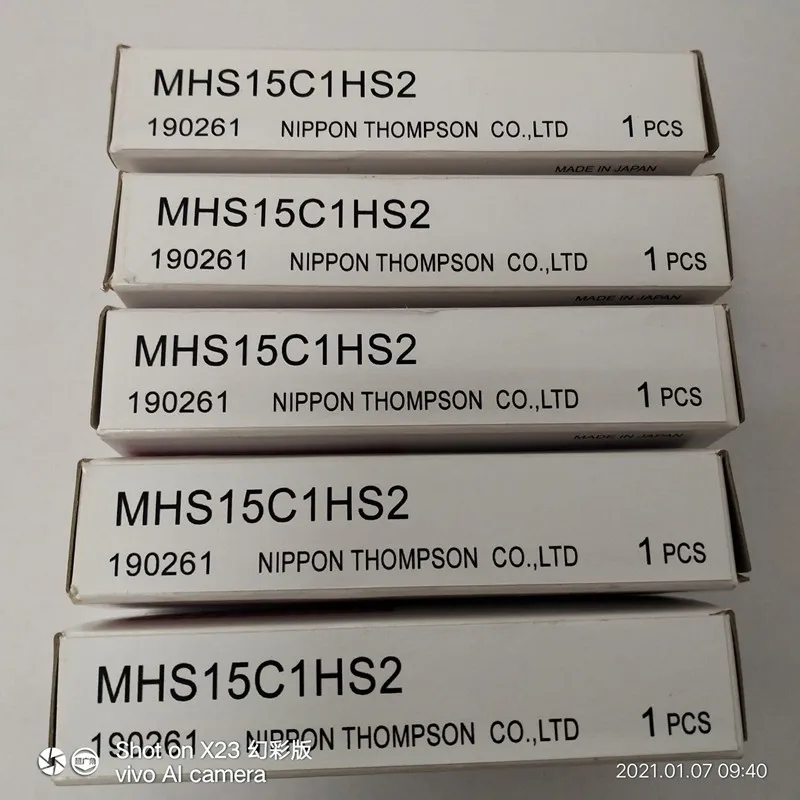 MHS15C1HS2
190261 NIPPON THOMPSON CO.,LTD 1 PCS
MADE IN JAPAN
MHS15C1HS2
190261 NIPPON THOMPSON CO.,LTD 1 PCS
MADE IN JAPAN
MHS15C1HS2
190261 NIPPON THOMPSON CO.,LTD 1 PCS
MADE IN JAPAN
MHS15C1HS2
190261 NIPPON THOMPSON CO.,LTD 1 PCS
MHS15C1HS2
190261 NIPPON THOMPSON CO.,LTD 1 PCS
Shot on X23 幻彩版
vivo AI camera
2021.01.07 09:40